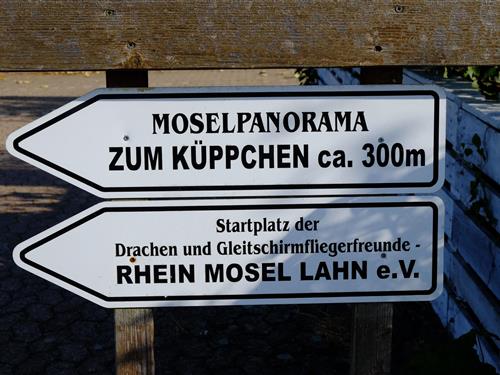 MOSELPANORAMA
ZUM KÜPPCHEN ca. 300m
Startplatz der
Drachen und Gleitschirmfliegerfreunde -
RHEIN MOSEL LAHN e.V.